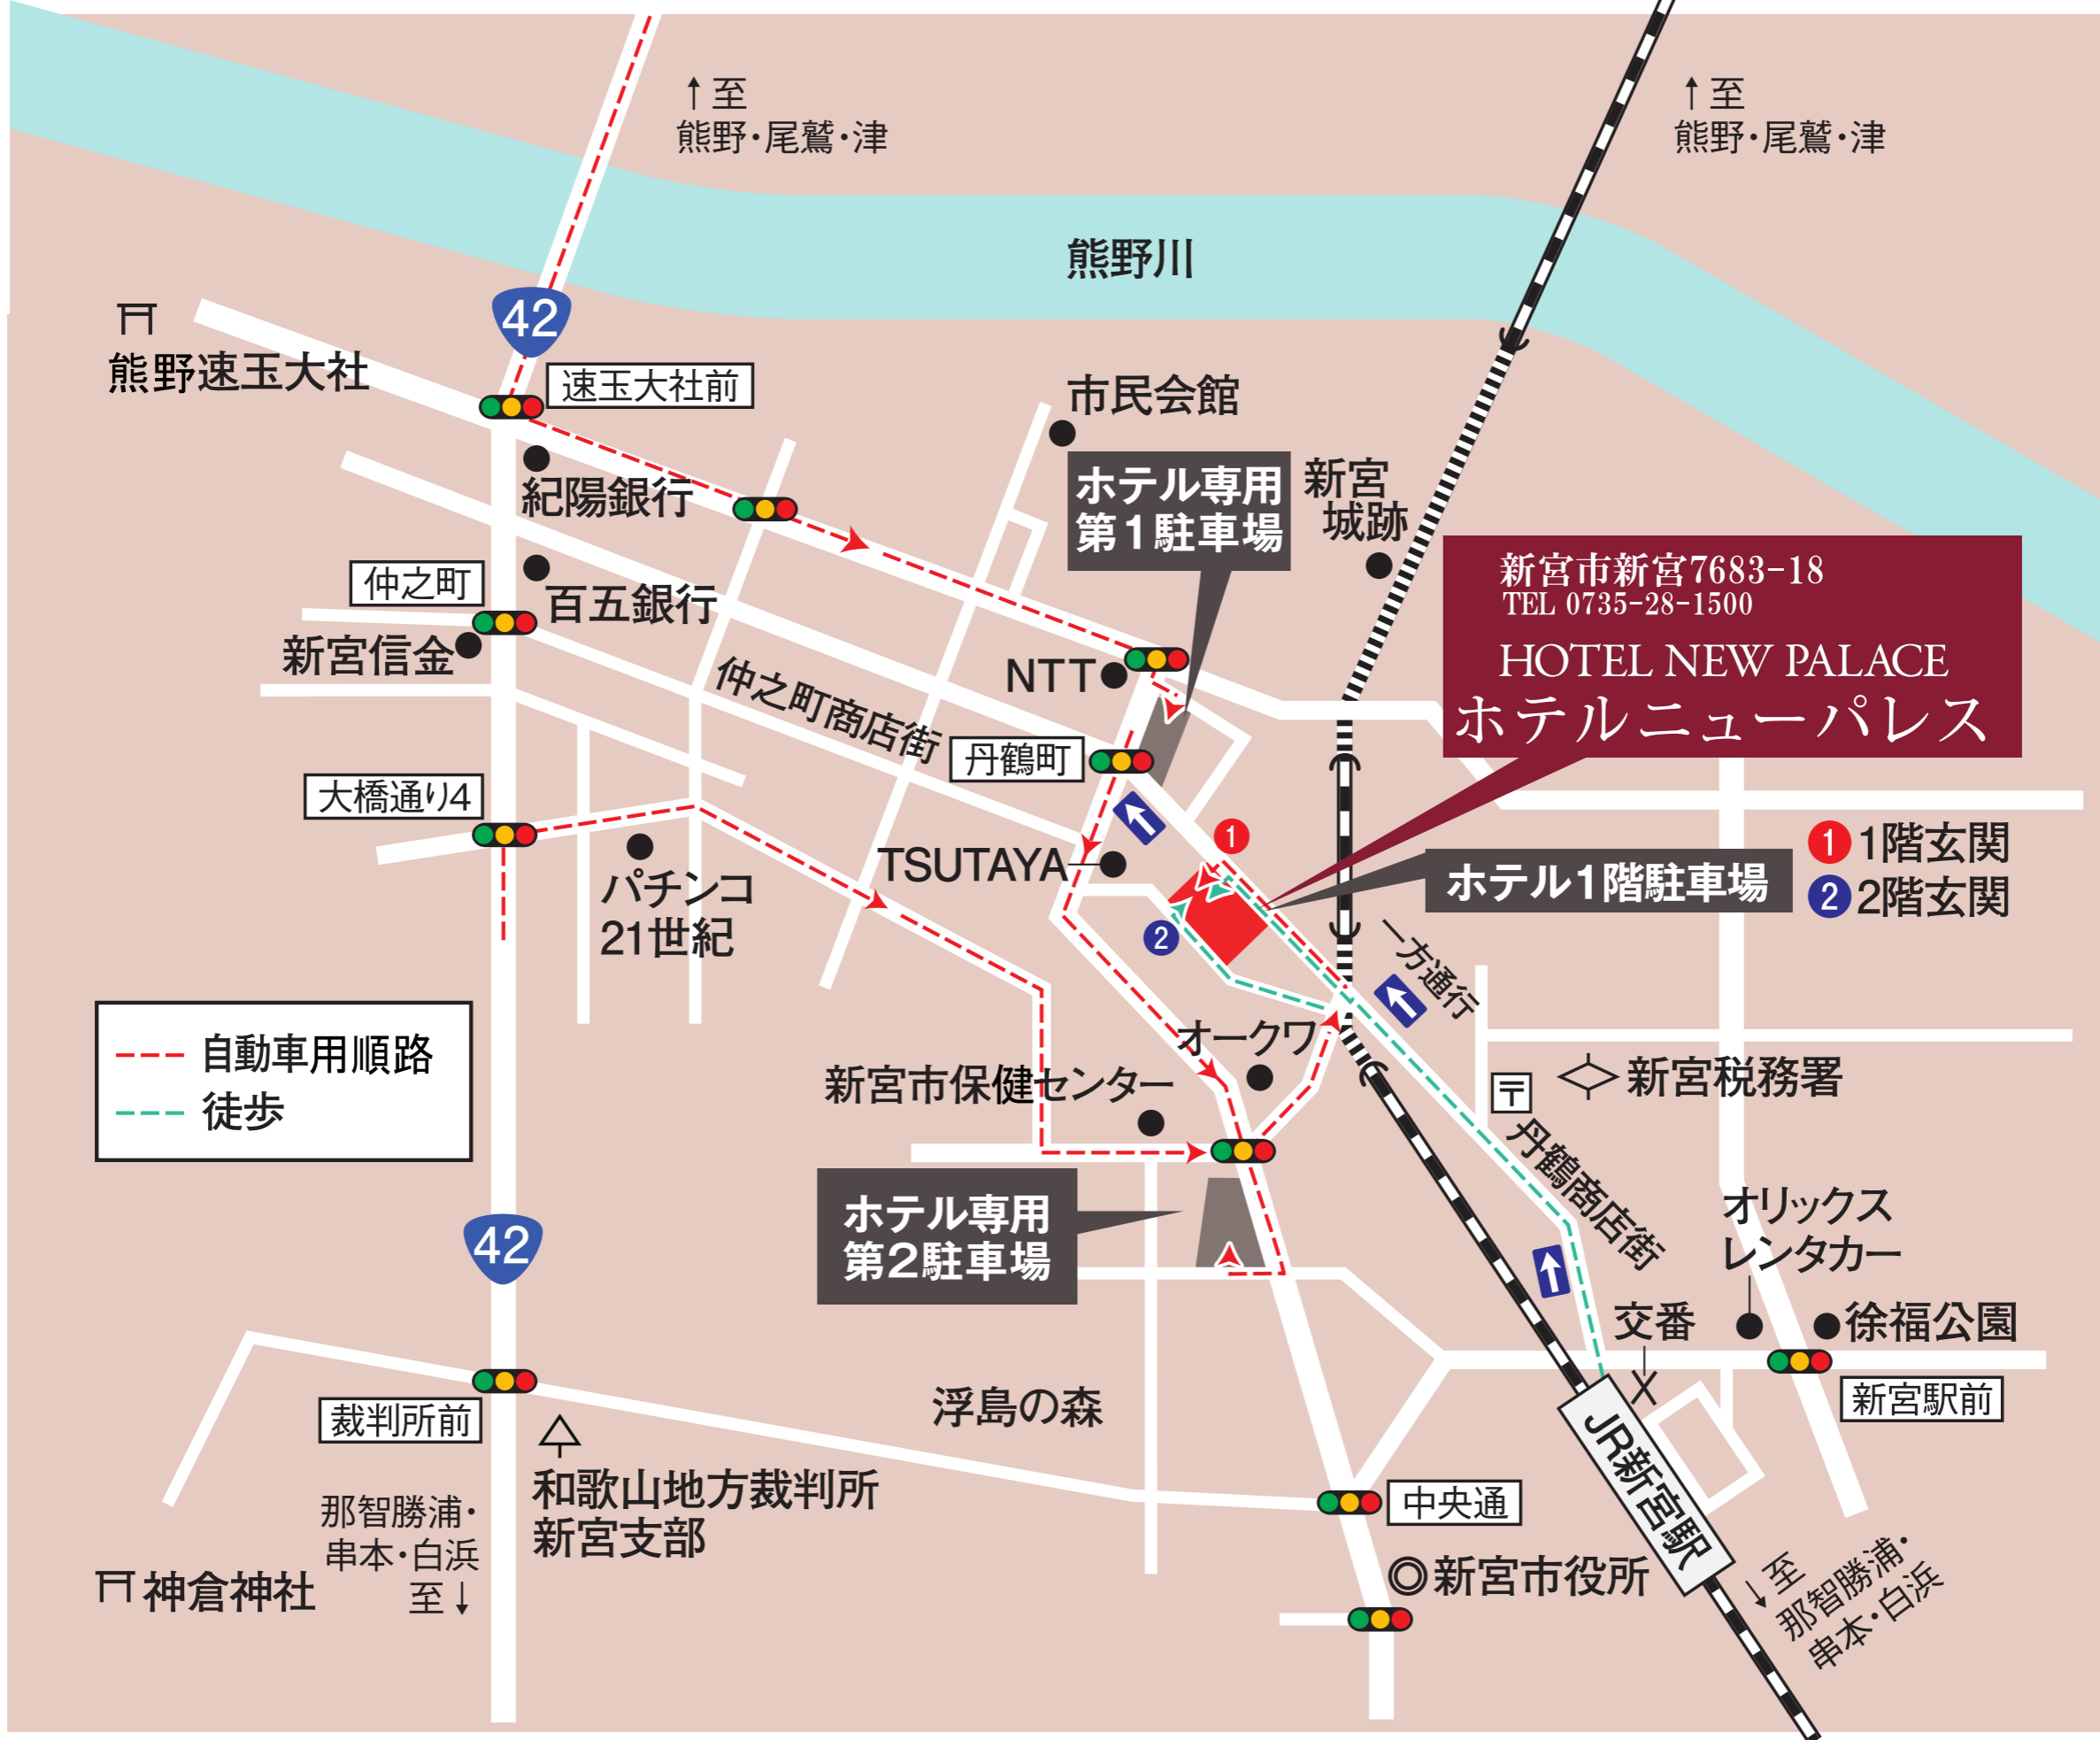 ↑至
熊野・尾鷲・津
↑至
熊野・尾鷲・津
熊野川
42
熊野速玉大社
速玉大社前
市民会館
紀陽銀行
ホテル専用
第1駐車場
新宮
城跡
新宮市新宮7683-18
TEL 0735-28-1500
HOTEL NEW PALACE
ホテルニューパレス
仲之町
百五銀行
新宮信金
NTT
仲之町商店街
丹鶴町
大橋通り4
TSUTAYA
パチンコ
21世紀
1
2
ホテル1階駐車場
1 1階玄関
2 2階玄関
一方通行
自動車用順路
徒歩
オークワ
新宮市保健センター
〒
新宮税務署
丹鶴商店街
ホテル専用
第2駐車場
オリックス
レンタカー
42
交番
徐福公園
新宮駅前
裁判所前
浮島の森
和歌山地方裁判所
新宮支部
JR新宮駅
中央通
那智勝浦・
串本・白浜
至↓
神倉神社
新宮市役所
↓至
那智勝浦・
串本・白浜